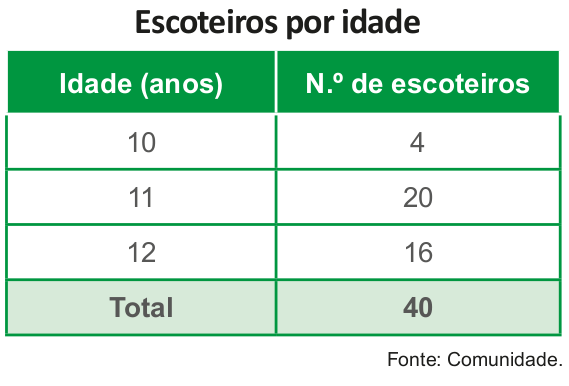 Escoteiros por idade
Idade (anos) N.º de escoteiros
10 4
11 20
12 16
Total 40
Fonte: Comunidade.